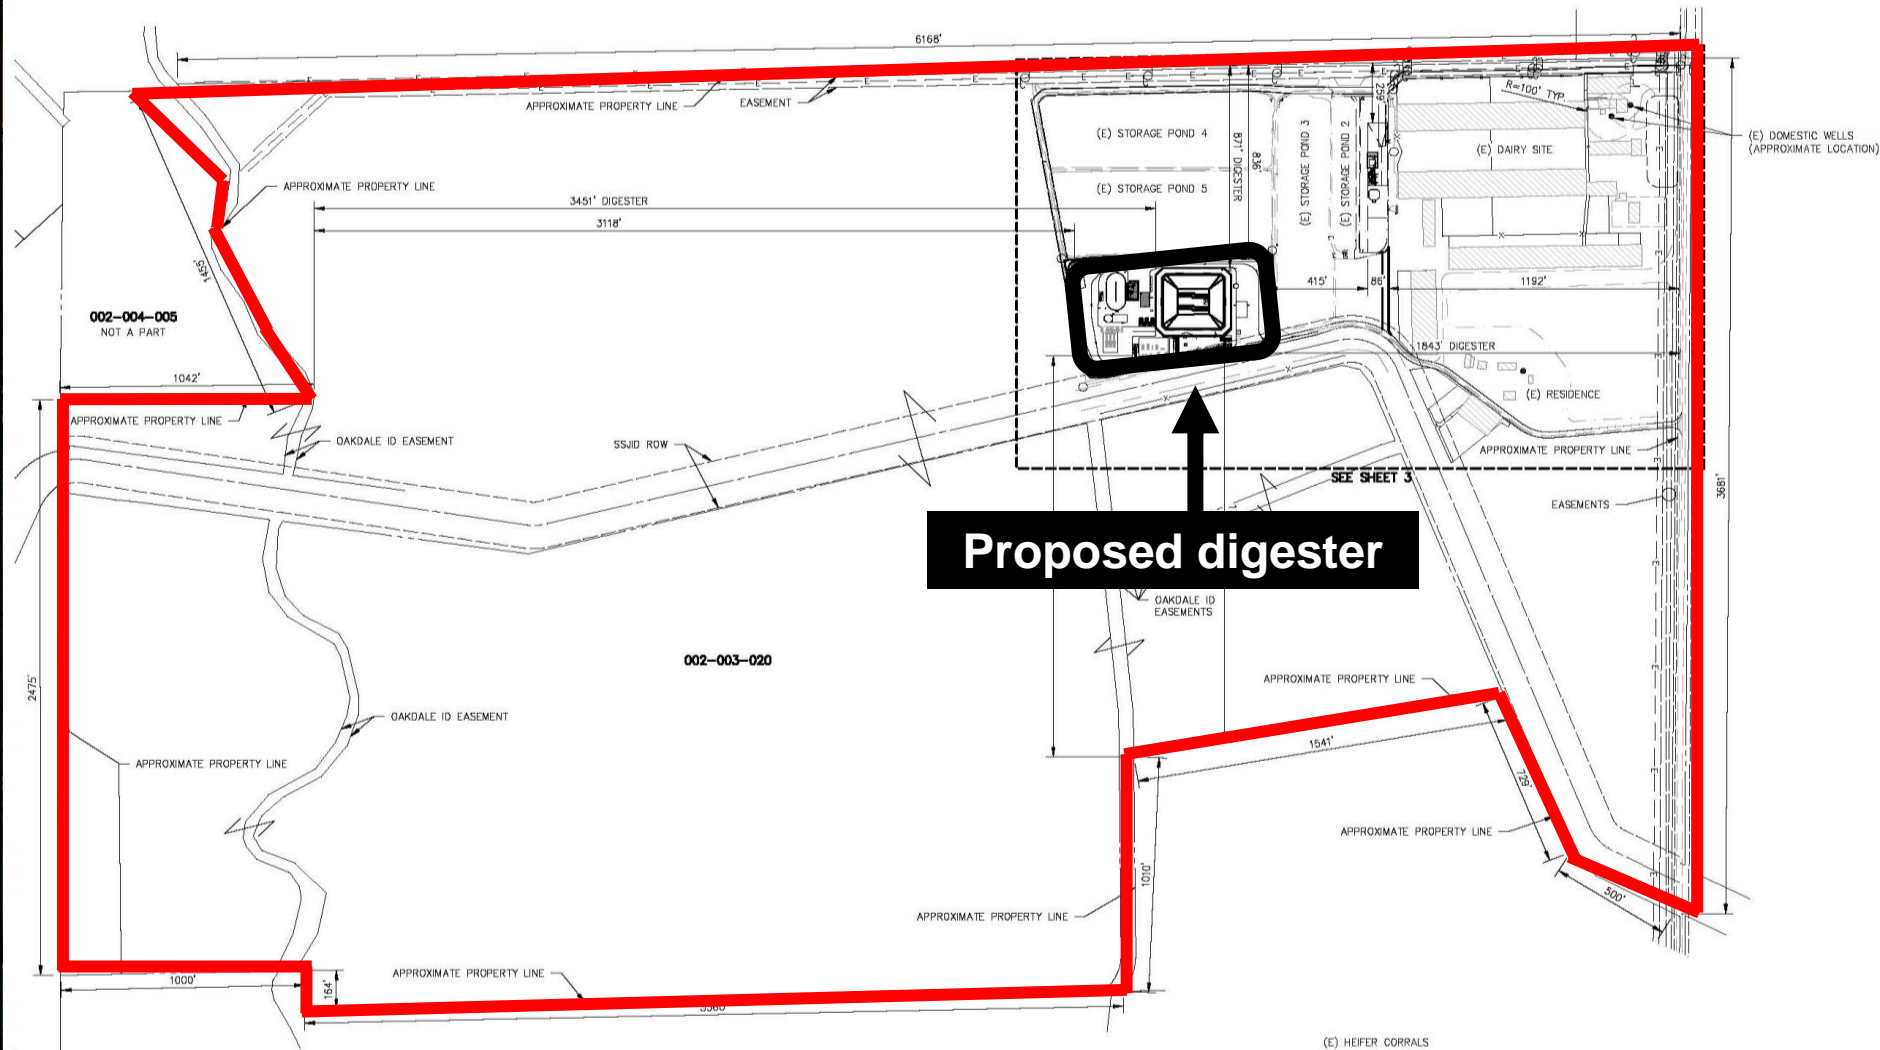 6168'
APPROXIMATE PROPERTY LINE
EASEMENT
R=100' TYP.
(E) DOMESTIC WELLS
(APPROXIMATE LOCATION)
259'
(E) STORAGE POND 4
871' DIGESTER
836'
(E) STORAGE POND 3
(E) STORAGE POND 2
(E) DAIRY SITE
APPROXIMATE PROPERTY LINE
(E) STORAGE POND 5
3451' DIGESTER
3118'
1455'
415'
86'
1192'
002-004-005
NOT A PART
1843' DIGESTER
1042'
(E) RESIDENCE
APPROXIMATE PROPERTY LINE
OAKDALE ID EASEMENT
SSJID ROW
APPROXIMATE PROPERTY LINE
SEE SHEET 3
3681'
EASEMENTS
Proposed digester
OAKDALE ID
EASEMENTS
002-003-020
2475'
APPROXIMATE PROPERTY LINE
OAKDALE ID EASEMENT
1541'
APPROXIMATE PROPERTY LINE
729'
APPROXIMATE PROPERTY LINE
1010'
500'
APPROXIMATE PROPERTY LINE
APPROXIMATE PROPERTY LINE
1000'
164'
(E) HEIFER CORRALS